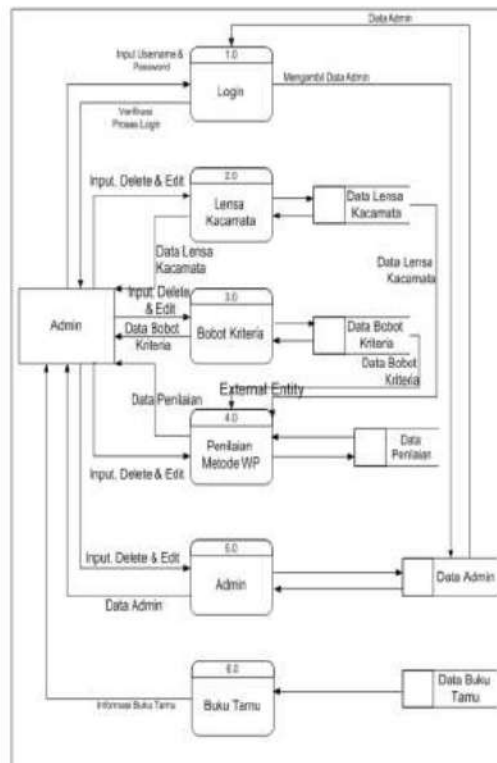 Data Admin
Input Username &
Password
1.0
Login
Mengambil Data Admin
Verifikasi
Proses Login
Input. Delete & Edit
2.0
Lensa
Kacamata
Data Lensa
Kacamata
Data Lensa
Kacamata
Data Lensa
Kacamata
Admin
Input. Delete
& Edit
3.0
Bobot Kriteria
Data Bobot
Kriteria
Data Bobot
Kriteria
Data Bobot
Kriteria
External Entity
Data Penilaian
4.0
Penilaian
Metode WP
Data
Penilaian
Input. Delete & Edit
5.0
Admin
Input. Delete & Edit
Data Admin
Data Admin
6.0
Buku Tamu
Data Buku
Tamu
Informasi Buku Tamu